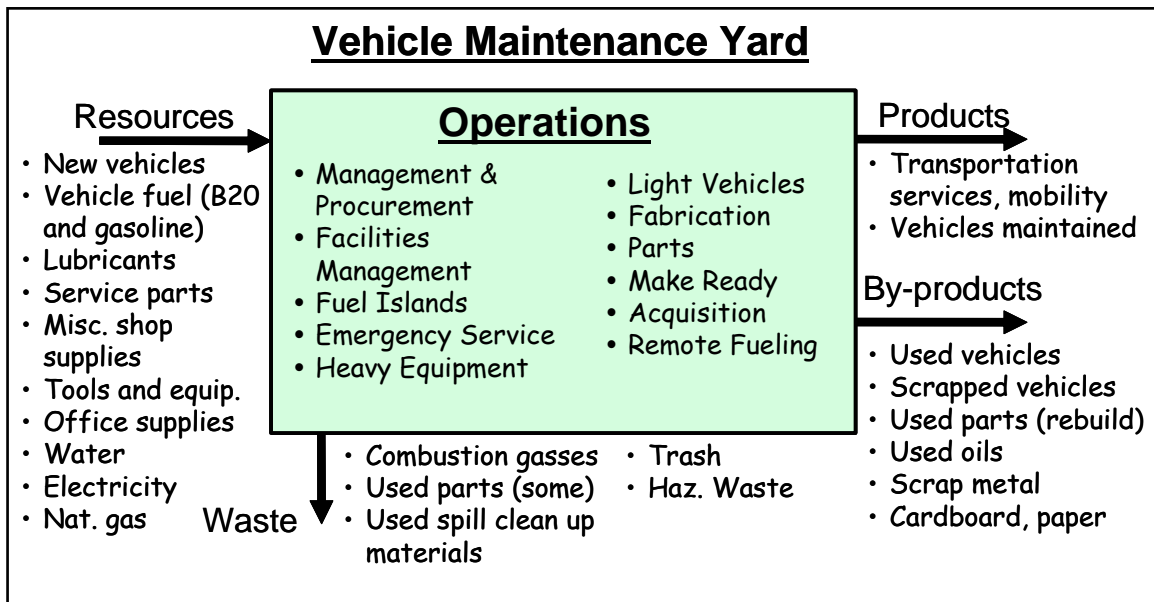 Vehicle Maintenance Yard
Resources
• New vehicles
• Vehicle fuel (B20
and gasoline)
• Lubricants
• Service parts
• Misc. shop
supplies
• Tools and equip.
• Office supplies
• Water
• Electricity
• Nat. gas
Operations
• Management &
Procurement
• Facilities
Management
• Fuel Islands
• Emergency Service
• Heavy Equipment
• Light Vehicles
• Fabrication
• Parts
• Make Ready
• Acquisition
• Remote Fueling
Products
• Transportation
services, mobility
• Vehicles maintained
By-products
• Used vehicles
• Scrapped vehicles
• Used parts (rebuild)
• Used oils
• Scrap metal
• Cardboard, paper
Waste
• Combustion gasses
• Used parts (some)
• Used spill clean up
materials
• Trash
• Haz. Waste